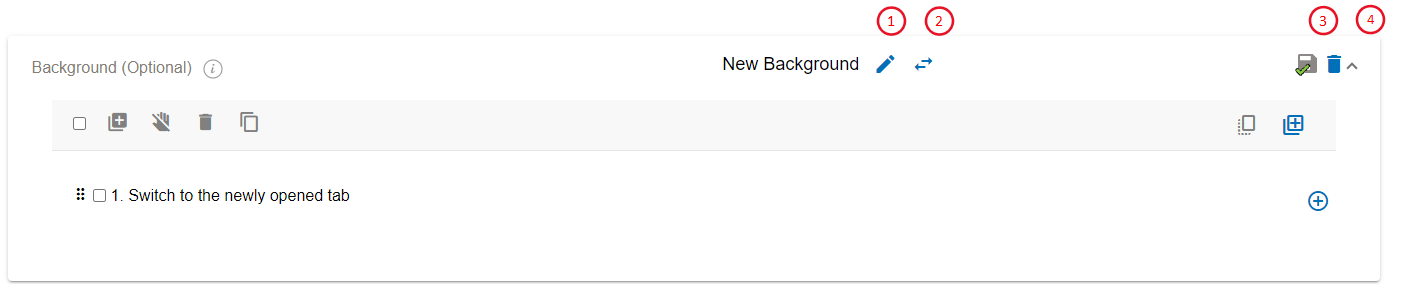 1 2 3 4
Background (Optional) i New Background
1. Switch to the newly opened tab